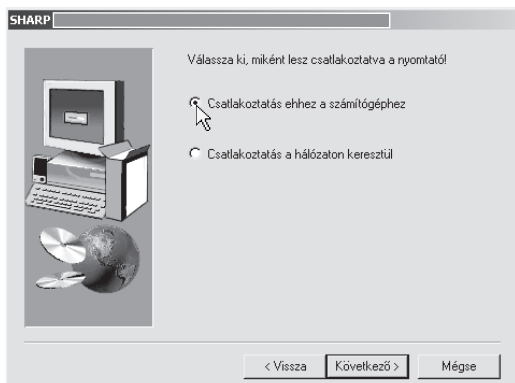 SHARP
Válassza ki, miként lesz csatlakoztatva a nyomtató!
Csatlakoztatás ehhez a számítógéphez
Csatlakoztatás a hálózaton keresztül
< Vissza Következő > Mégse